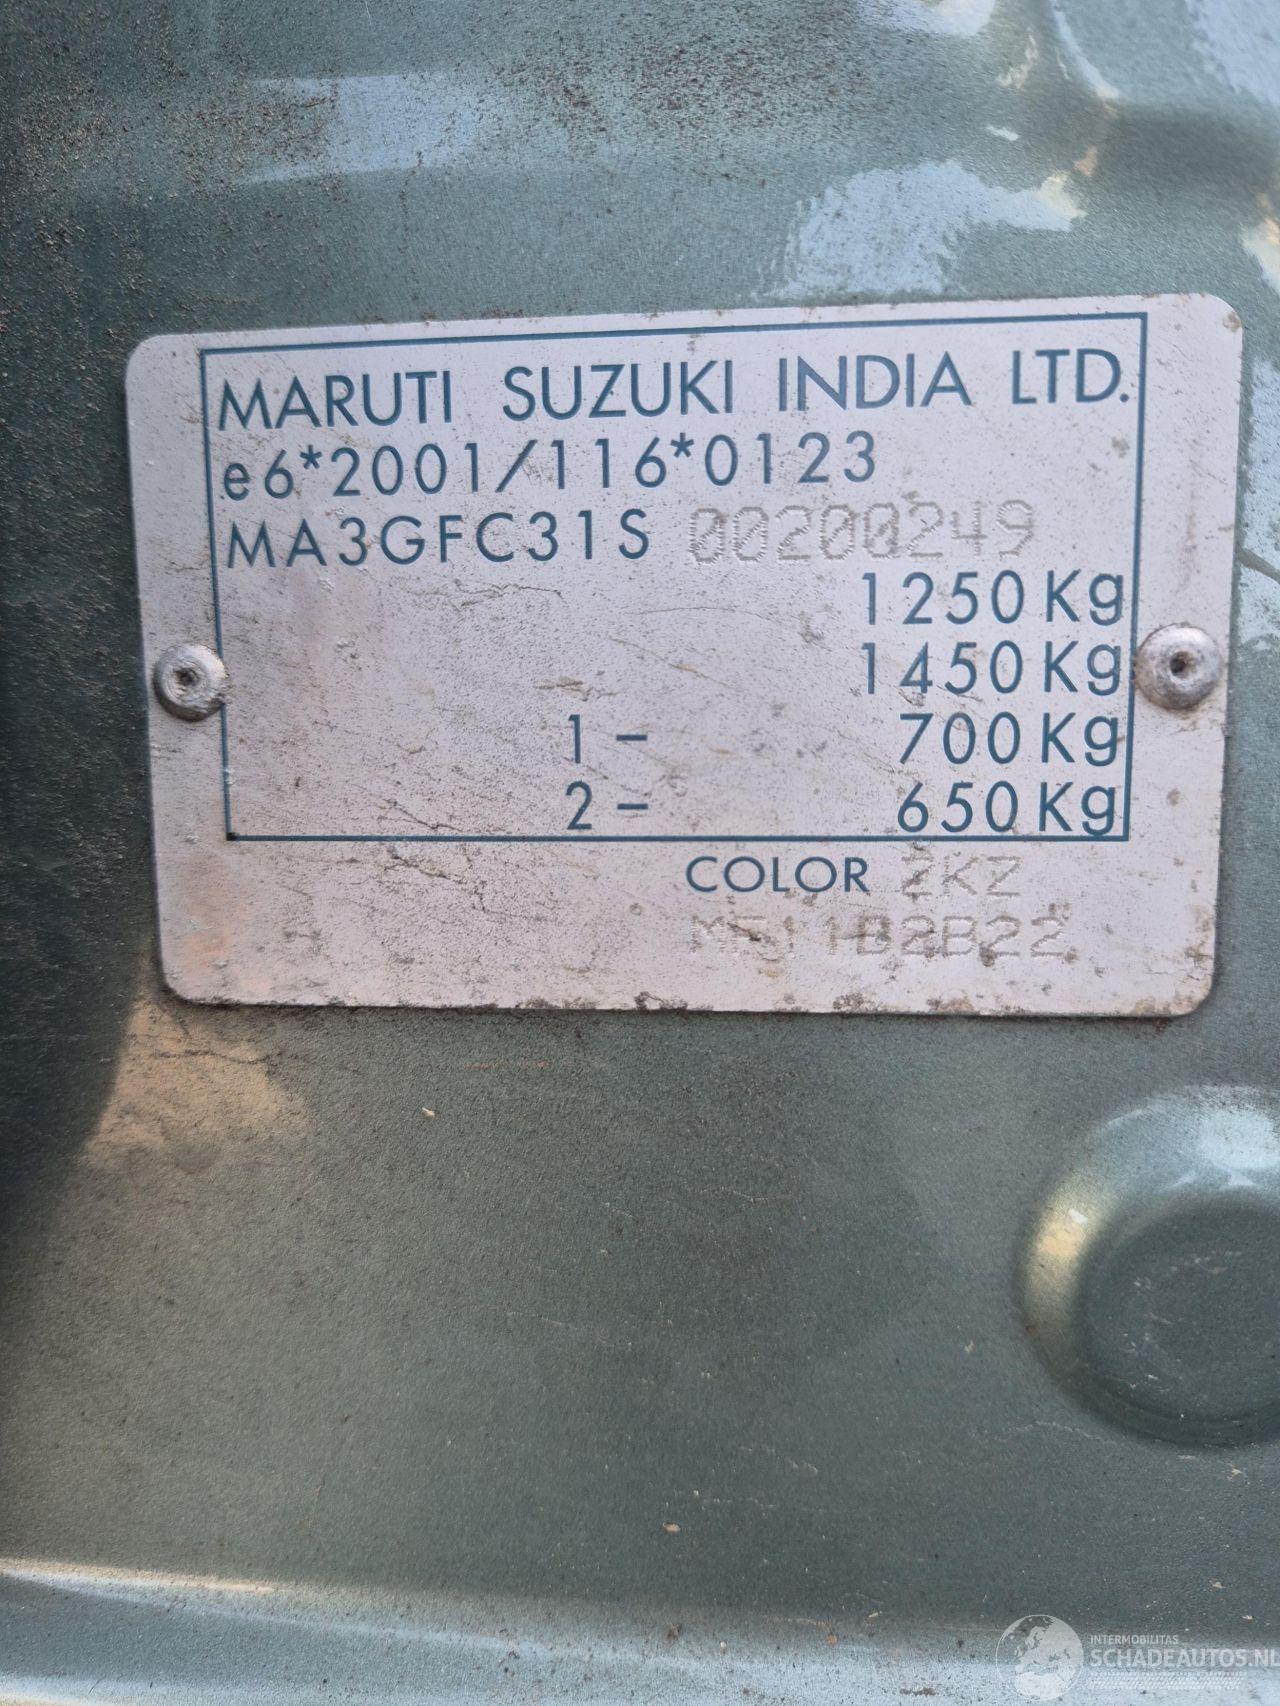 MARUTI SUZUKI INDIA LTD.
e6*2001/116*0123
MA3GFC31S 00200249
1250Kg
1450Kg
1- 700Kg
2- 650Kg
COLOR ZKZ
INTERMOBILITAS
SCHADEAUTOS.NL